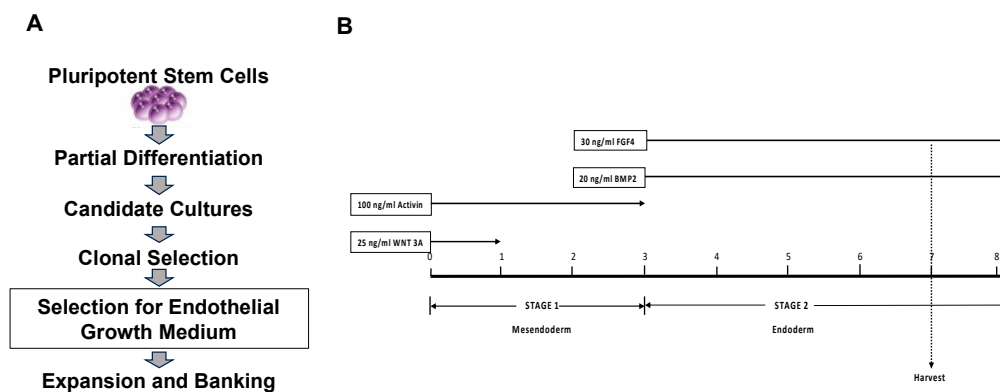 A
Pluripotent Stem Cells
Partial Differentiation
Candidate Cultures
Clonal Selection
Selection for Endothelial
Growth Medium
Expansion and Banking
B
30 ng/ml FGF4
20 ng/ml BMP2
100 ng/ml Activin
25 ng/ml WNT 3A
0 1 2 3 4 5 6 7 8
STAGE 1 STAGE 2
Mesendoderm Endoderm
Harvest